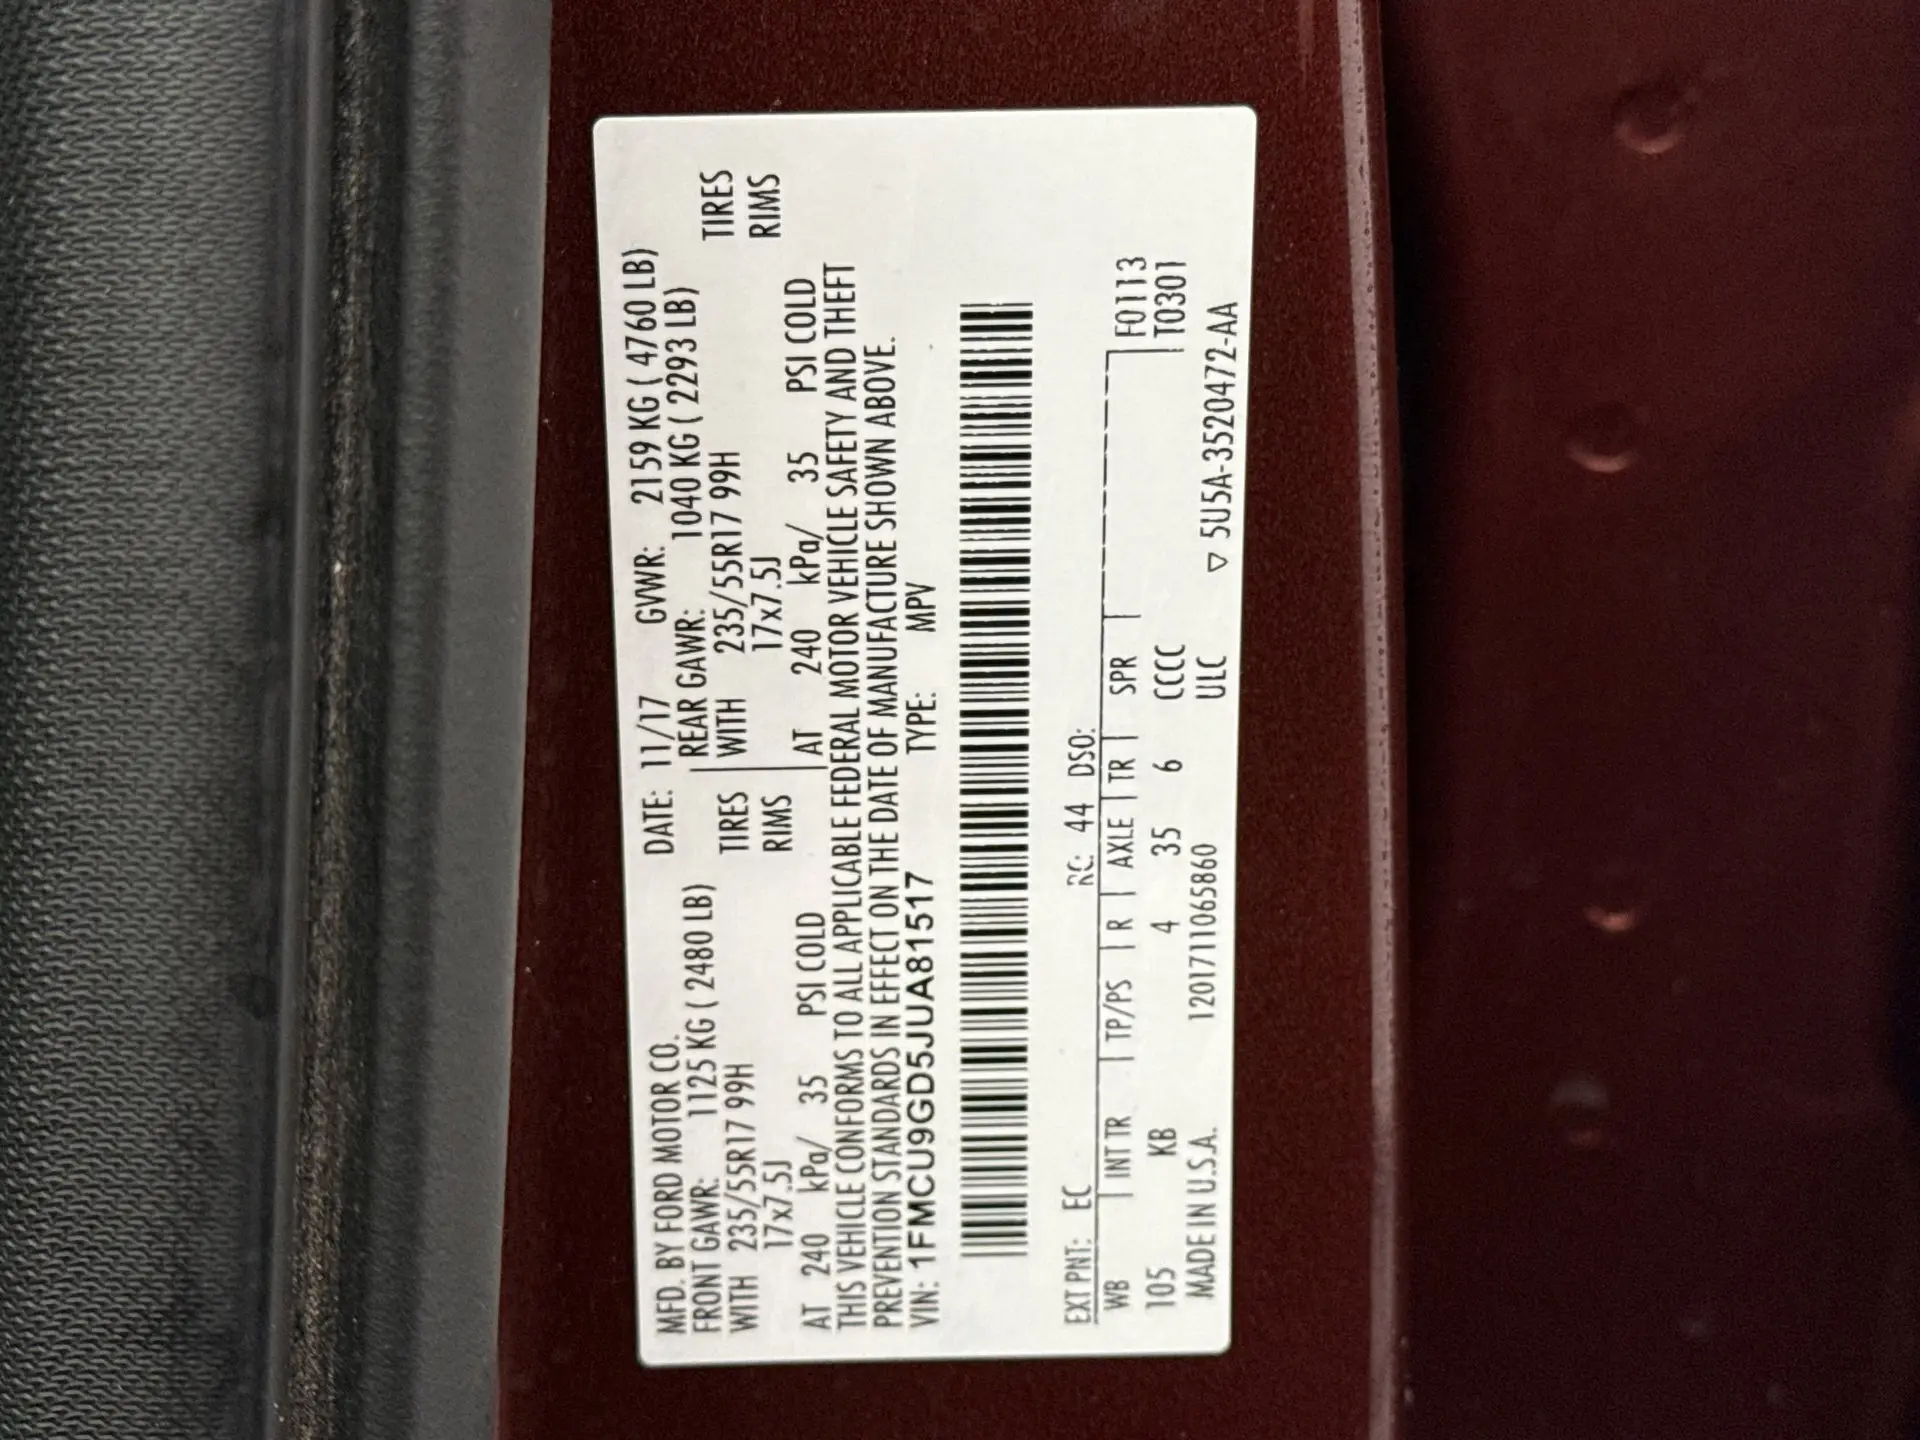 MFD. BY FORD MOTOR CO. DATE: 11/17 GVWR: 2159 KG ( 4760 LB)
FRONT GAWR: 1125 KG ( 2480 LB) REAR GAWR: 1040 KG ( 2293 LB)
WITH 235/55R17 99H TIRES WITH 235/55R17 99H TIRES
17x7.5J RIMS 17x7.5J RIMS
AT 240 kPa/ 35 PSI COLD AT 240 kPa/ 35 PSI COLD
THIS VEHICLE CONFORMS TO ALL APPLICABLE FEDERAL MOTOR VEHICLE SAFETY AND THEFT
PREVENTION STANDARDS IN EFFECT ON THE DATE OF MANUFACTURE SHOWN ABOVE.
VIN: 1FMCU9GD5JUA81517 TYPE: MPV
EXT PNT: EC RC: 44 DSO:
WB INT TR TP/PS R AXLE TR SPR F0113
105 KB 4 35 6 CCCC T0301
MADE IN U.S.A. 1201711065860 ULC ▽ 5U5A-3520472-AA